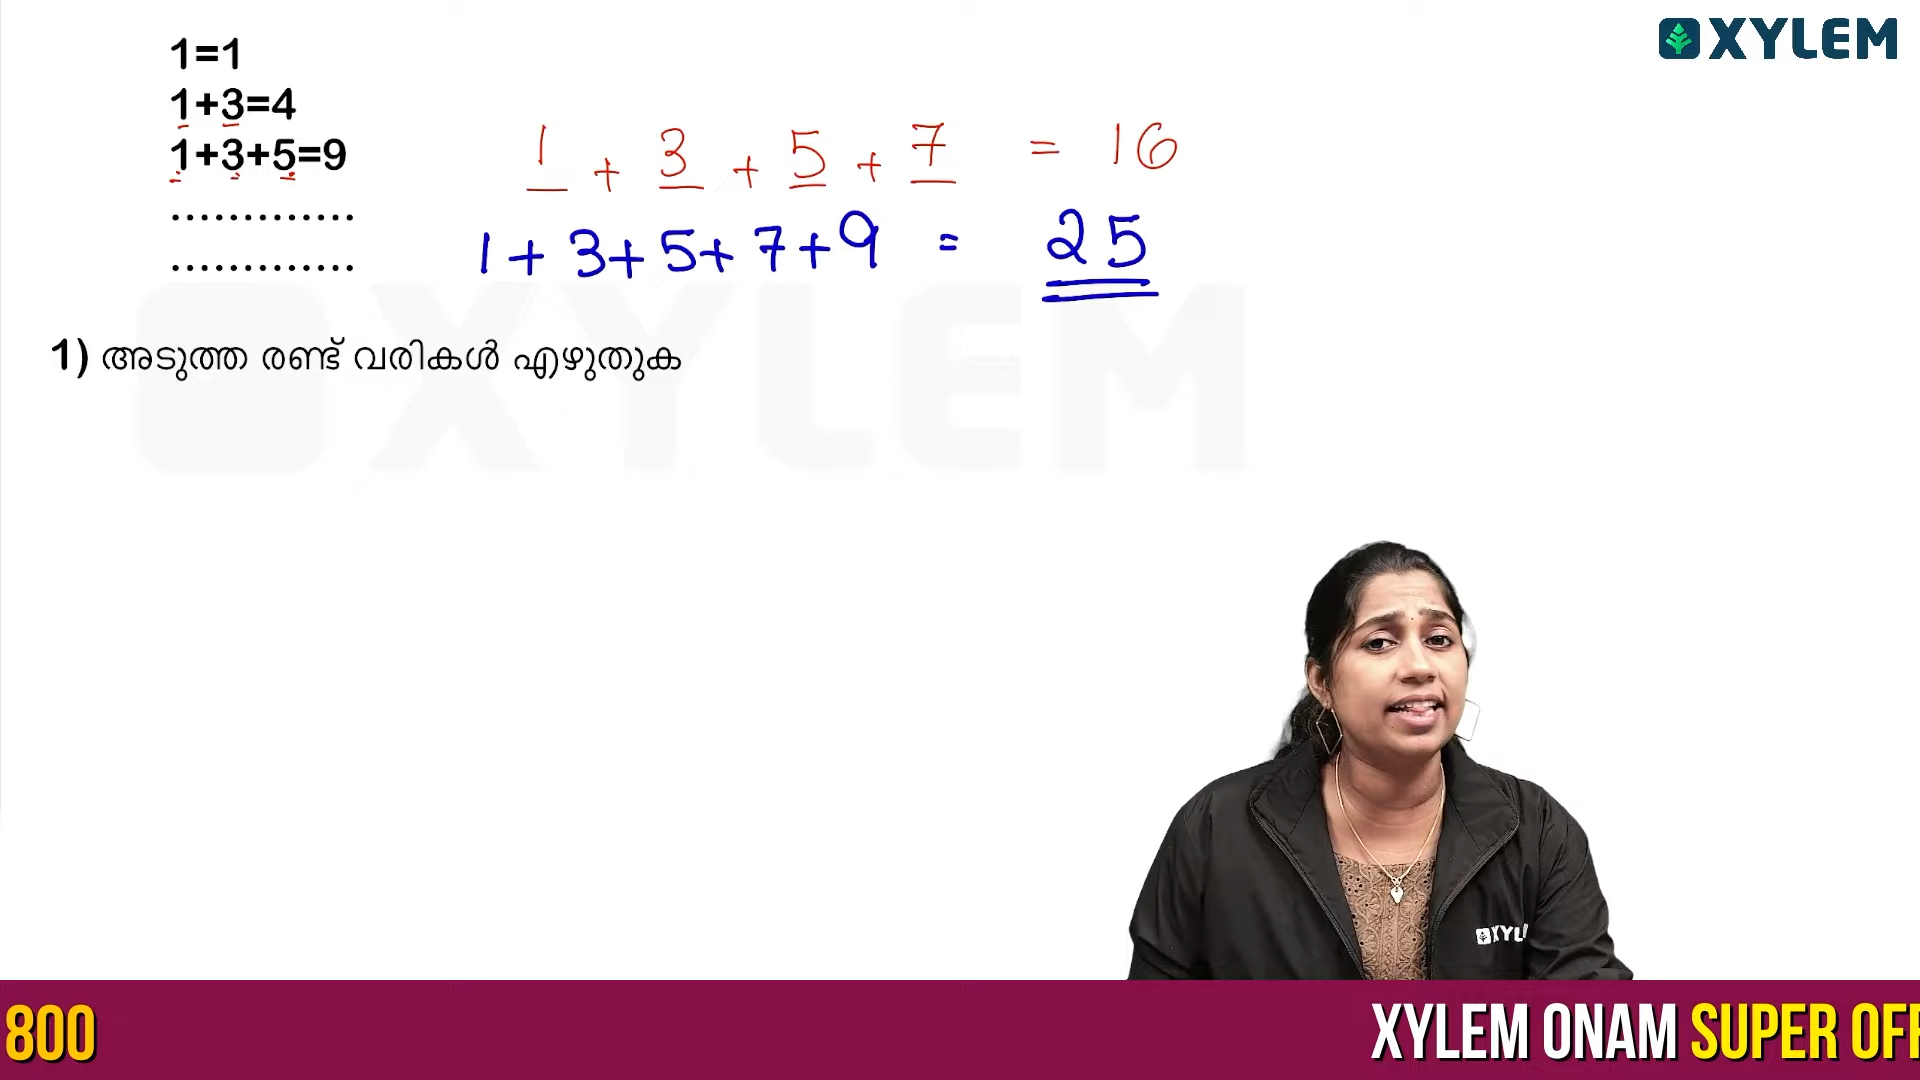 XYLEM
1=1
1+3=4
1+3+5=9
1 + 3 + 5 + 7 = 16
.............
1 + 3 + 5 + 7 + 9 = 25
.............
XYLEM
1) അടുത്ത രണ്ട് വരികൾ എഴുതുക
XYL
800 XYLEM ONAM SUPER OFF